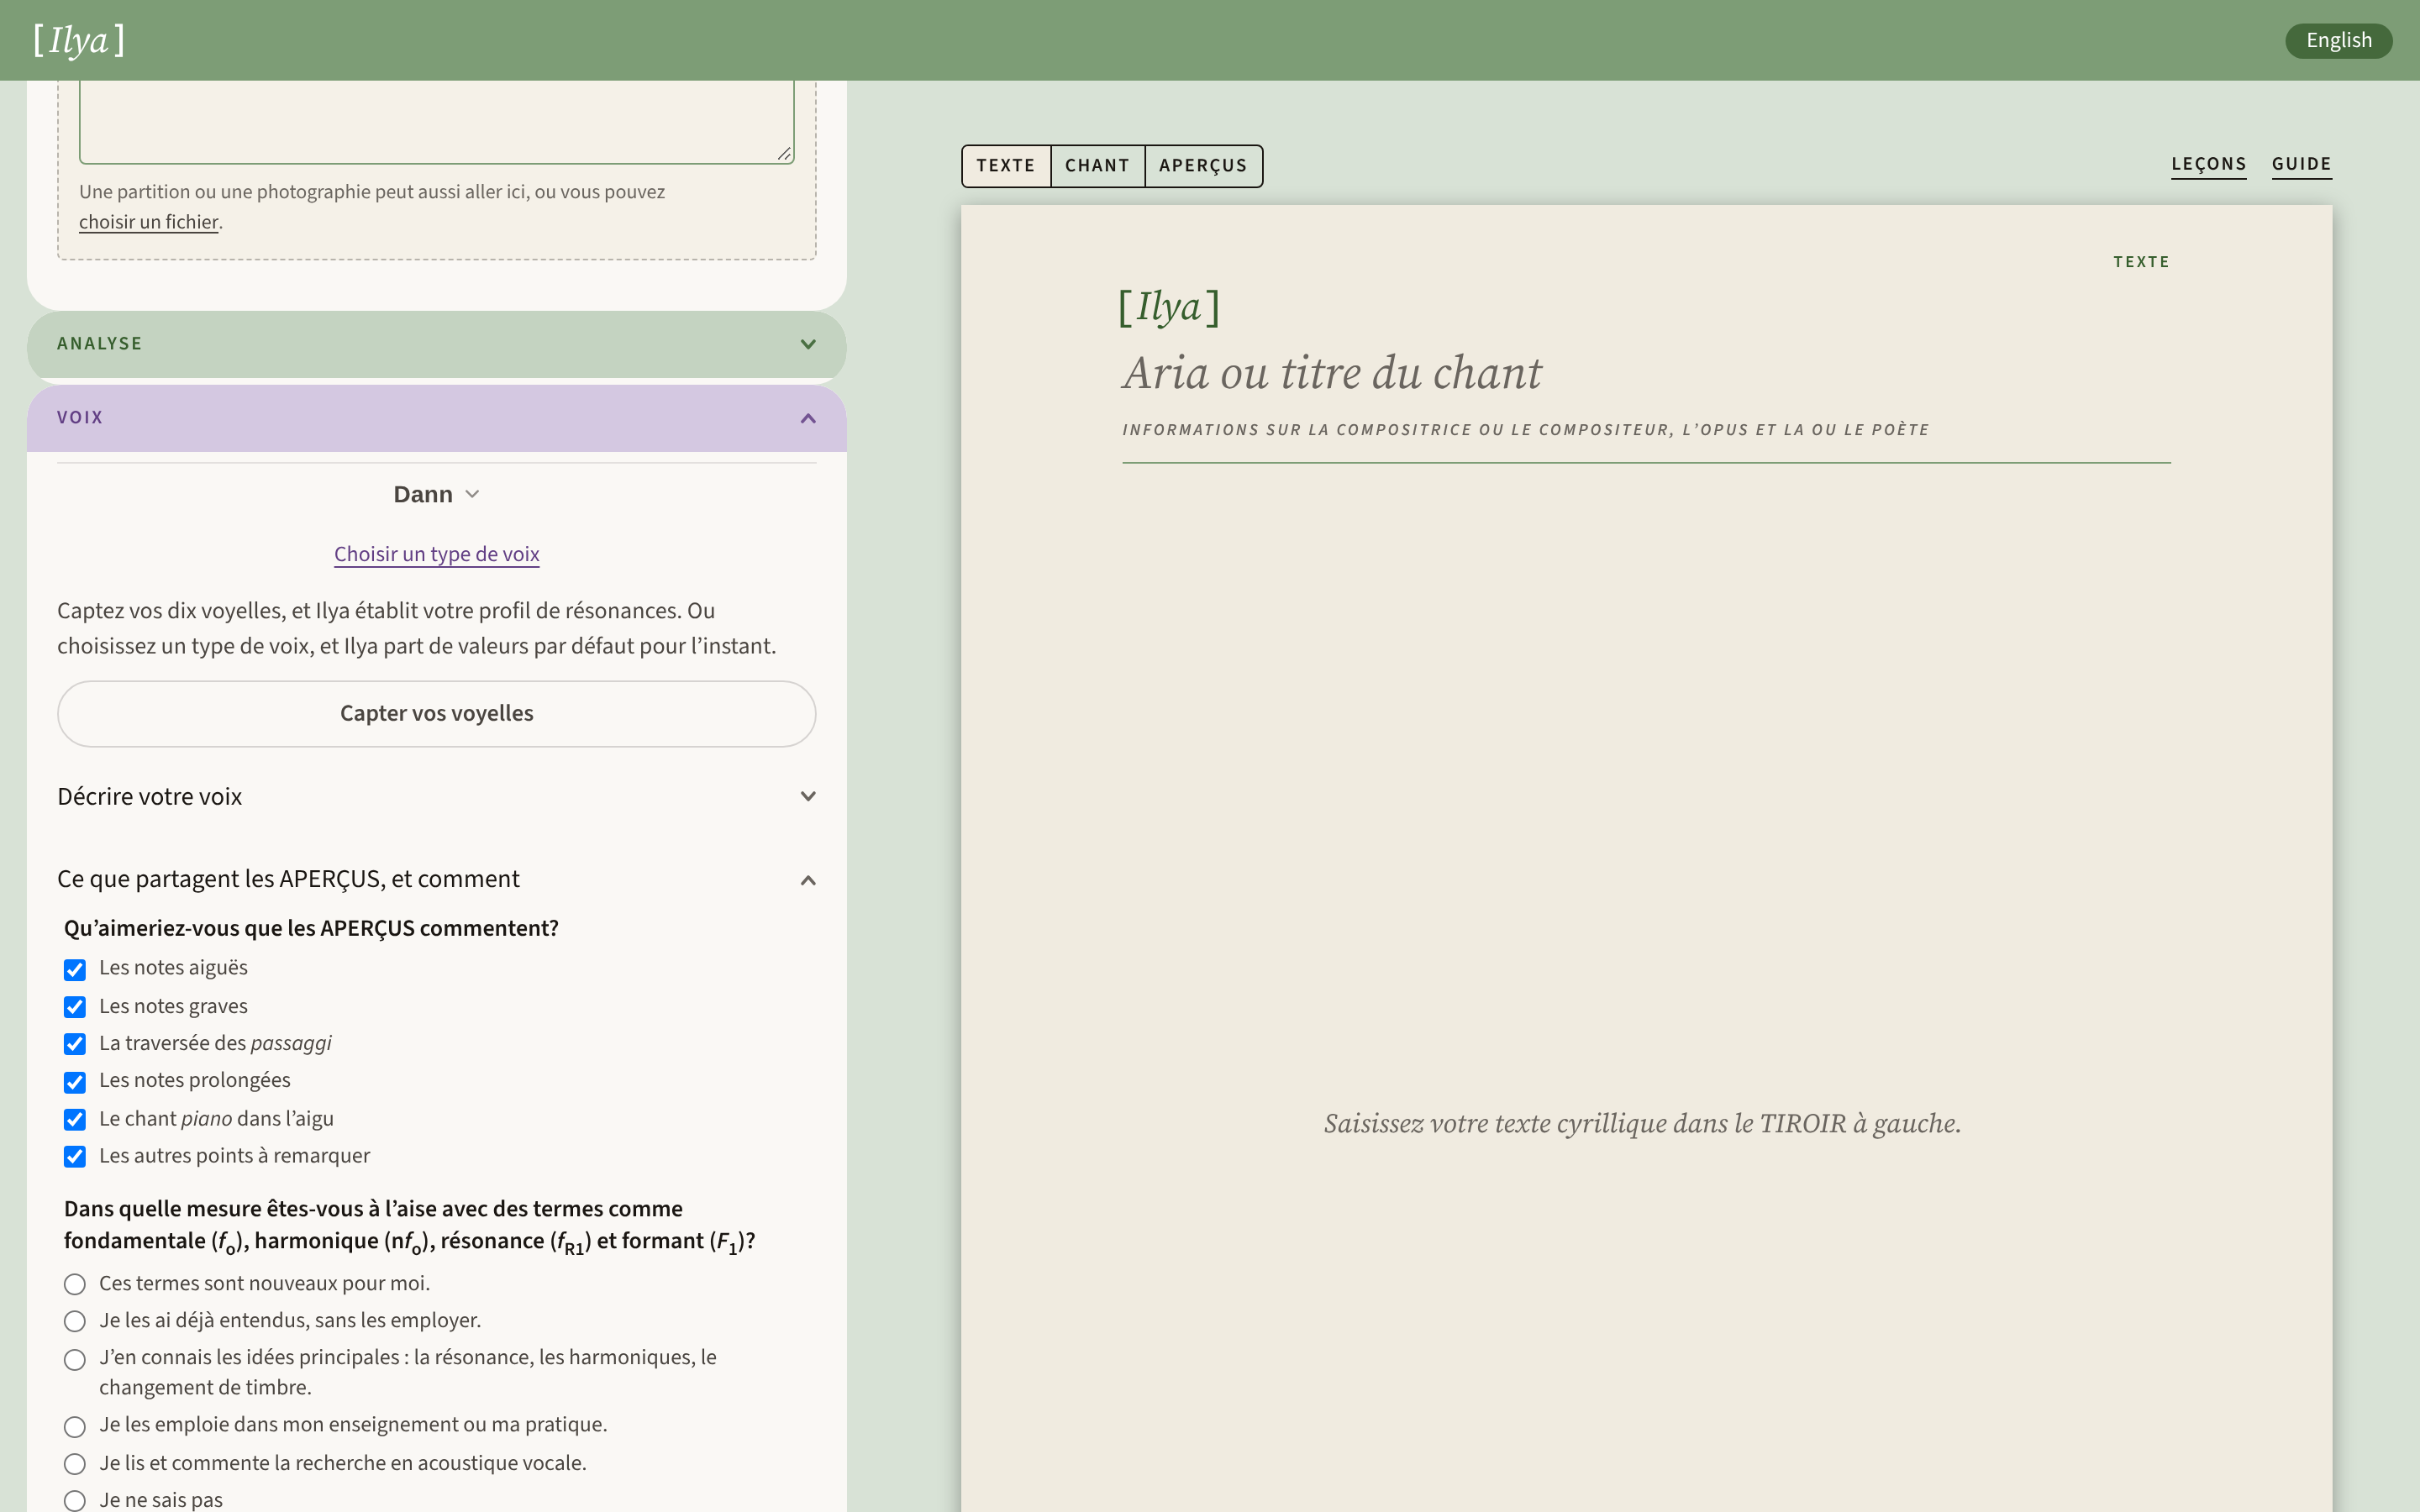 [Ilya]
English
Une partition ou une photographie peut aussi aller ici, ou vous pouvez
choisir un fichier.
ANALYSE
VOIX
Dann
Choisir un type de voix
Captez vos dix voyelles, et Ilya établit votre profil de résonances. Ou
choisissez un type de voix, et Ilya part de valeurs par défaut pour l’instant.
Capter vos voyelles
Décrire votre voix
Ce que partagent les APERÇUS, et comment
Qu’aimeriez-vous que les APERÇUS commentent?
Les notes aiguës
Les notes graves
La traversée des passaggi
Les notes prolongées
Le chant piano dans l’aigu
Les autres points à remarquer
Dans quelle mesure êtes-vous à l’aise avec des termes comme
fondamentale (fo), harmonique (nfo), résonance (fR1) et formant (F1)?
Ces termes sont nouveaux pour moi.
Je les ai déjà entendus, sans les employer.
J’en connais les idées principales : la résonance, les harmoniques, le
changement de timbre.
Je les emploie dans mon enseignement ou ma pratique.
Je lis et commente la recherche en acoustique vocale.
Je ne sais pas
TEXTE CHANT APERÇUS
LEÇONS GUIDE
TEXTE
[Ilya]
Aria ou titre du chant
INFORMATIONS SUR LA COMPOSITRICE OU LE COMPOSITEUR, L’OPUS ET LA OU LE POÈTE
Saisissez votre texte cyrillique dans le TIROIR à gauche.